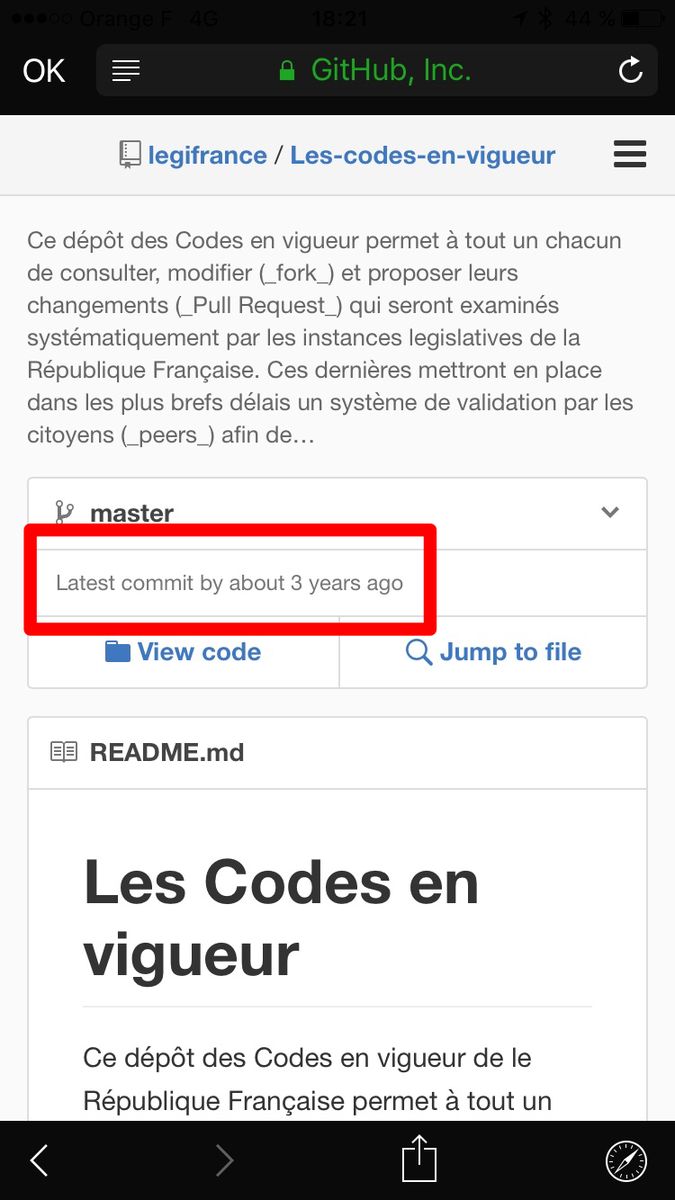 Orange F 4G 18:21 44 %
OK GitHub, Inc.
legifrance / Les-codes-en-vigueur
Ce dépôt des Codes en vigueur permet à tout un chacun
de consulter, modifier (_fork_) et proposer leurs
changements (_Pull Request_) qui seront examinés
systématiquement par les instances legislatives de la
République Française. Ces dernières mettront en place
dans les plus brefs délais un système de validation par les
citoyens (_peers_) afin de…
master
Latest commit by about 3 years ago
View code Jump to file
README.md
Les Codes en
vigueur
Ce dépôt des Codes en vigueur de le
République Française permet à tout un